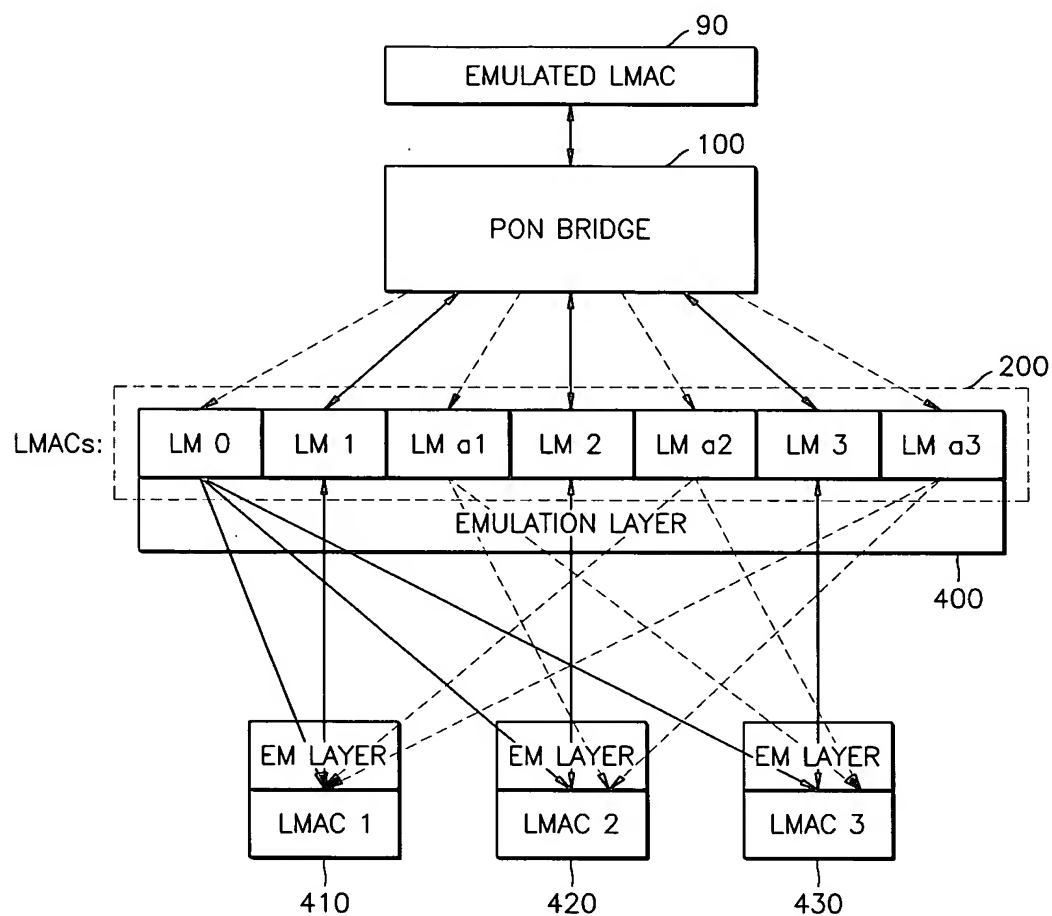 90
EMULATED LMAC
100
PON BRIDGE
200
LMACs: LM 0 LM 1 LM a1 LM 2 LM a2 LM 3 LM a3
EMULATION LAYER
400
EM LAYER EM LAYER EM LAYER
LMAC 1 LMAC 2 LMAC 3
410 420 430